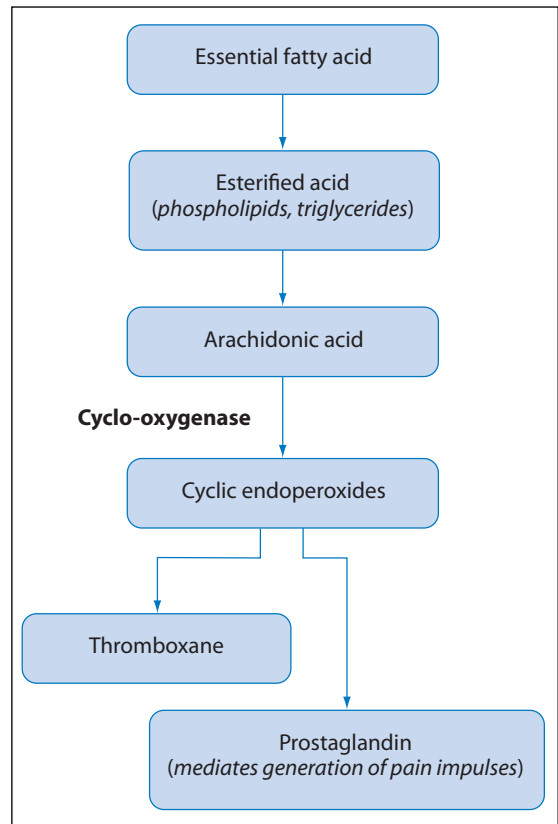 Essential fatty acid
Esterified acid
(phospholipids, triglycerides)
Arachidonic acid
Cyclo-oxygenase
Cyclic endoperoxides
Thromboxane
Prostaglandin
(mediates generation of pain impulses)